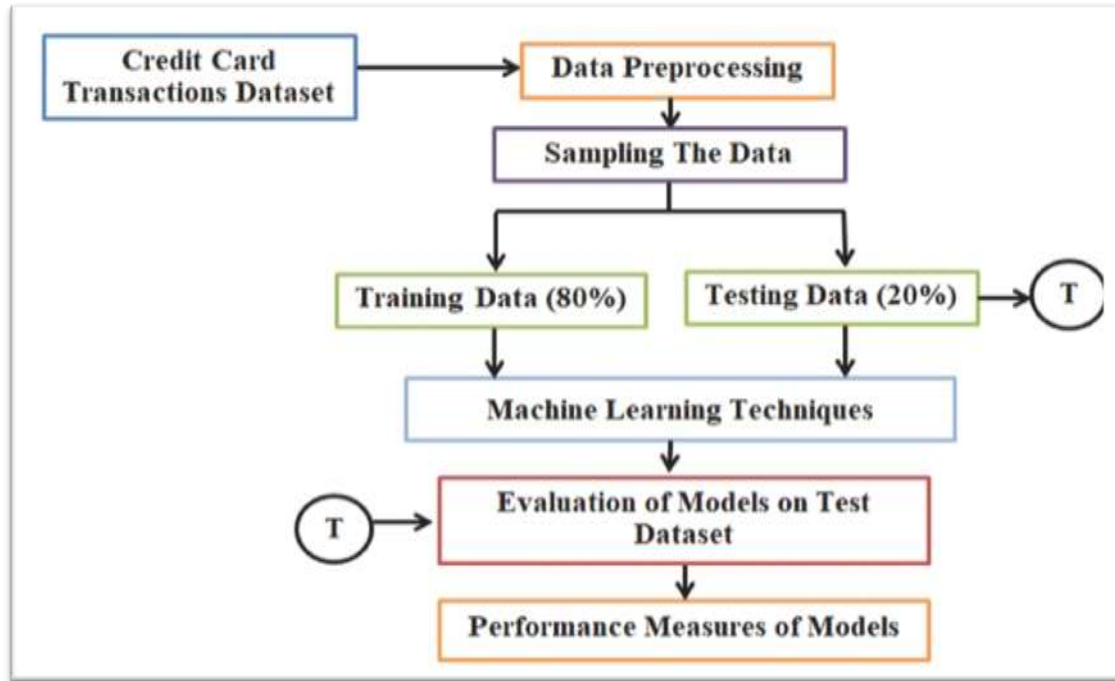 Credit Card
Transactions Dataset
Data Preprocessing
Sampling The Data
Training Data (80%)
Testing Data (20%)
T
Machine Learning Techniques
T
Evaluation of Models on Test
Dataset
Performance Measures of Models